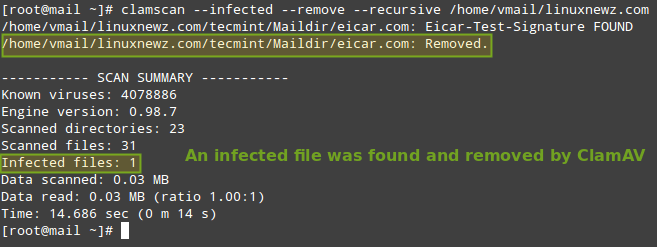 [root@mail ~]# clamscan --infected --remove --recursive /home/vmail/linuxnewz.com
/home/vmail/linuxnewz.com/tecmint/Maildir/eicar.com: Eicar-Test-Signature FOUND
/home/vmail/linuxnewz.com/tecmint/Maildir/eicar.com: Removed.
----------- SCAN SUMMARY -----------
Known viruses: 4078886
Engine version: 0.98.7
Scanned directories: 23
Scanned files: 31
Infected files: 1
An infected file was found and removed by ClamAV
Data scanned: 0.03 MB
Data read: 0.03 MB (ratio 1.00:1)
Time: 14.686 sec (0 m 14 s)
[root@mail ~]#